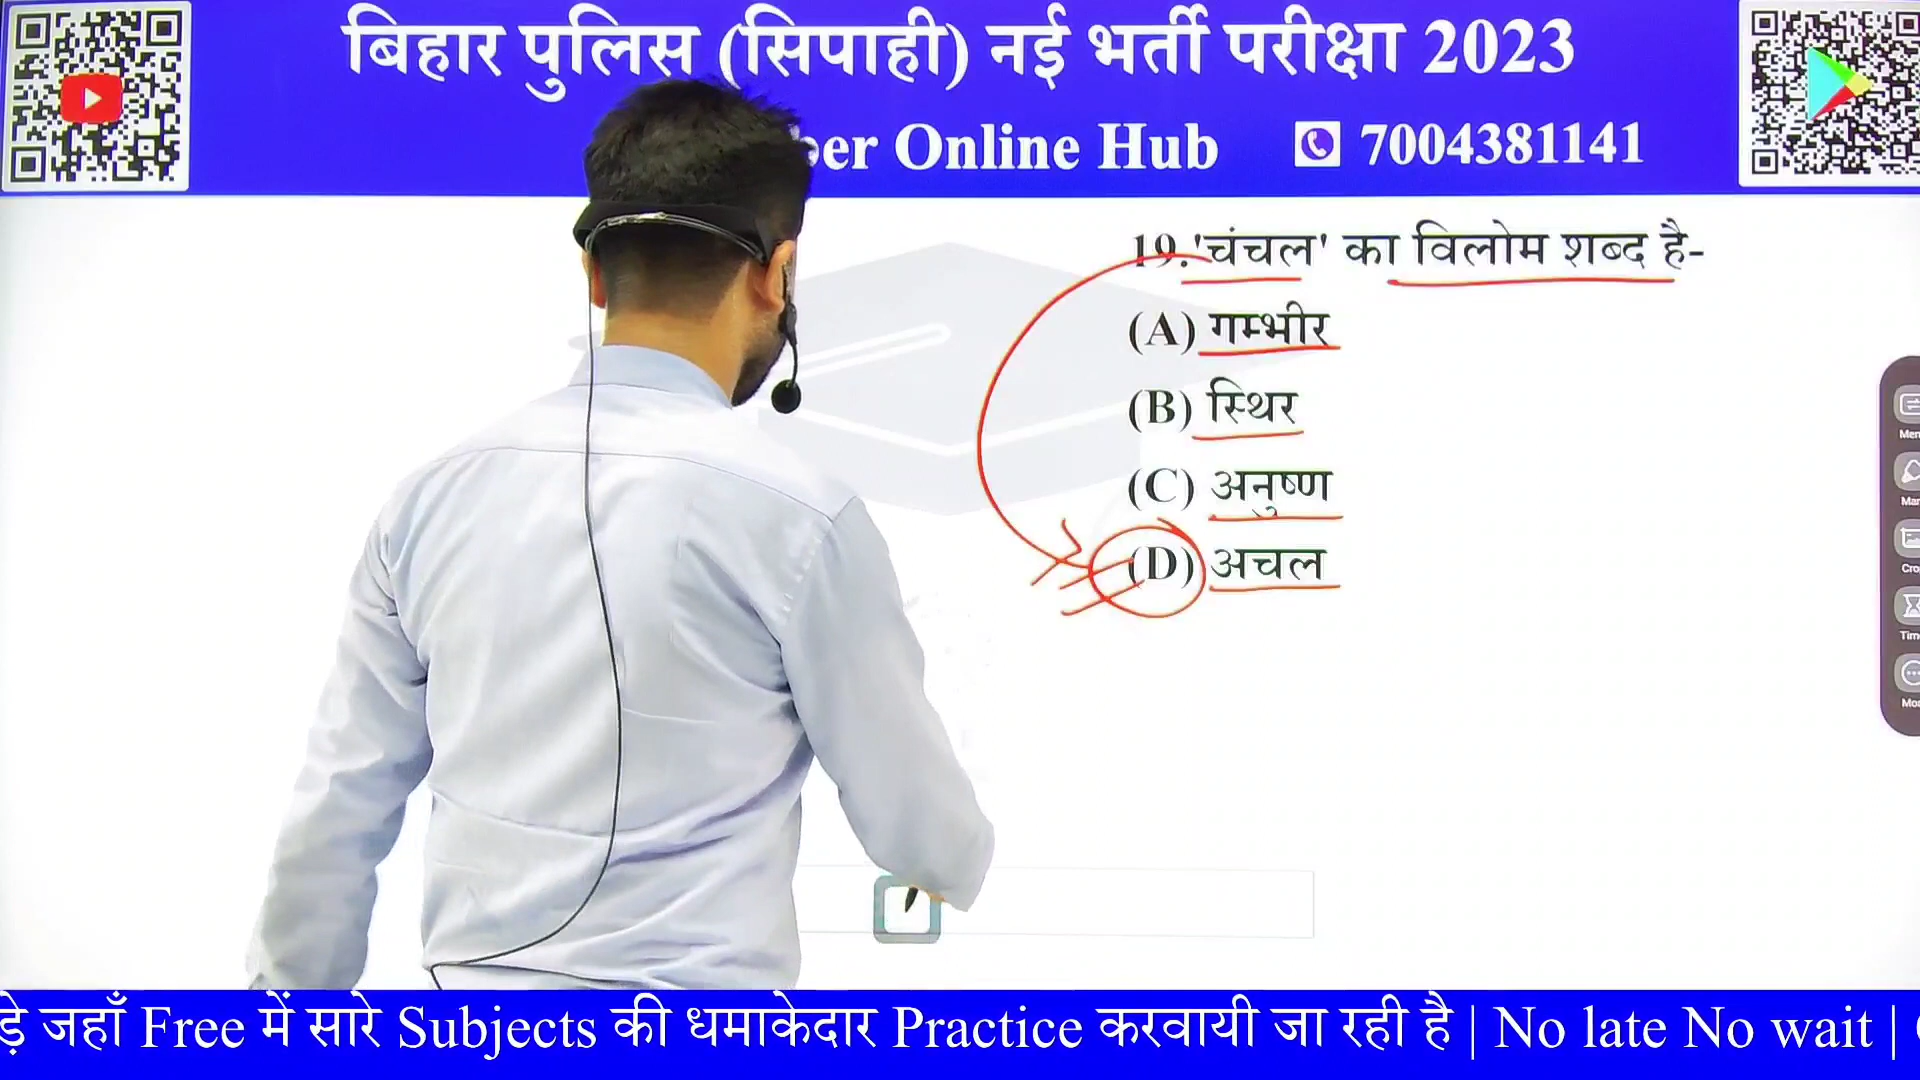 बिहार पुलिस (सिपाही) नई भर्ती परीक्षा 2023
Online Hub 7004381141
19. 'चंचल' का विलोम शब्द है-
(A) गम्भीर
(B) स्थिर
(C) अनुष्ण
(D) अचल
जहाँ Free में सारे Subjects की धमाकेदार Practice करवायी जा रही है | No late No wait |